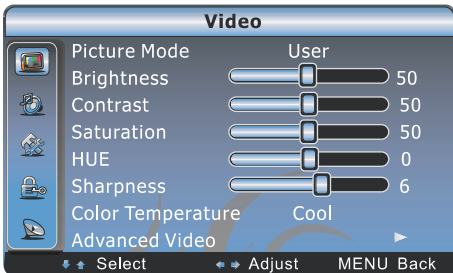 Video
Picture Mode User
Brightness 50
Contrast 50
Saturation 50
HUE 0
Sharpness 6
Color Temperature Cool
Advanced Video
Select Adjust MENU Back